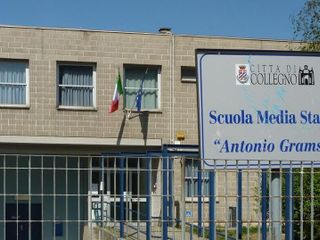 CITTÀ DI
COLLEGNO
Scuola Media Sta
"Antonio Grams